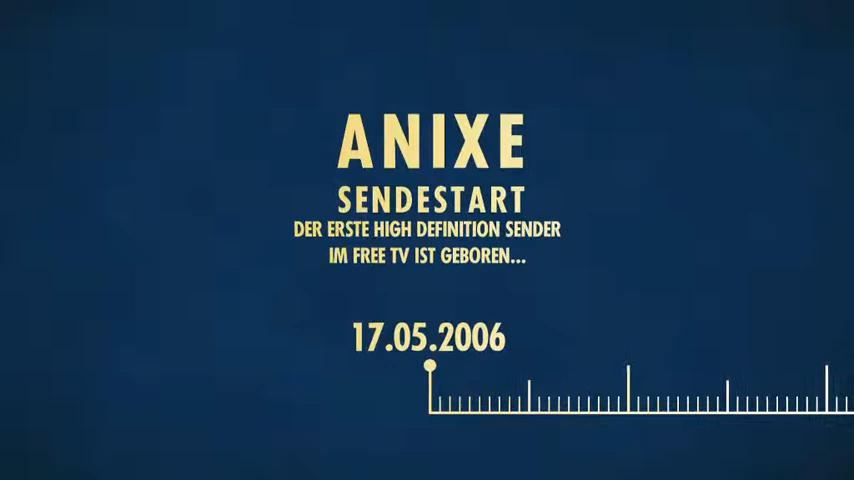 ANIXE
SENDESTART
DER ERSTE HIGH DEFINITION SENDER
IM FREE TV IST GEBOREN...
17.05.2006